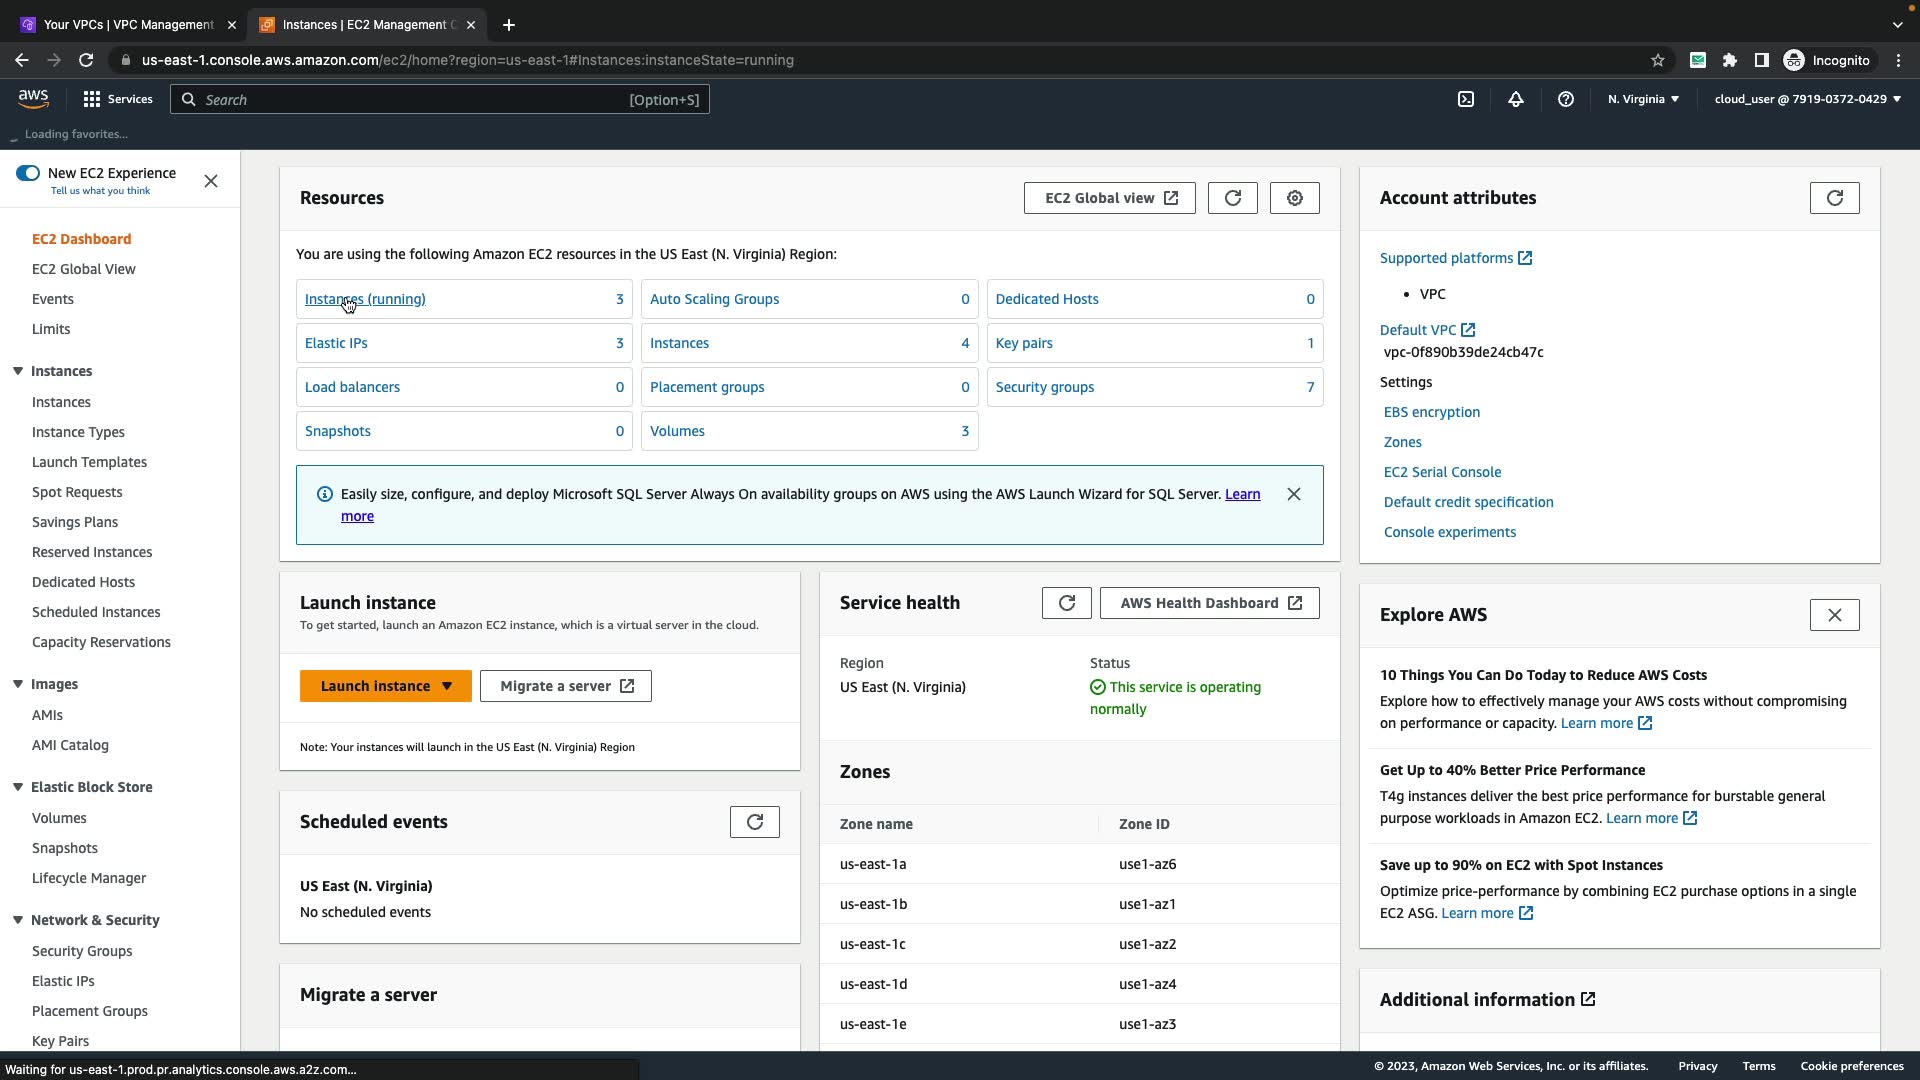 Your VPCs | VPC Management
Instances | EC2 Management C
us-east-1.console.aws.amazon.com/ec2/home?region=us-east-1#Instances:instanceState=running
Incognito
aws
Services
Search
[Option+S]
N. Virginia
cloud_user @ 7919-0372-0429
Loading favorites...
New EC2 Experience
Tell us what you think
EC2 Dashboard
EC2 Global View
Events
Limits
Instances
Instances
Instance Types
Launch Templates
Spot Requests
Savings Plans
Reserved Instances
Dedicated Hosts
Scheduled Instances
Capacity Reservations
Images
AMIs
AMI Catalog
Elastic Block Store
Volumes
Snapshots
Lifecycle Manager
Network & Security
Security Groups
Elastic IPs
Placement Groups
Key Pairs
Resources
EC2 Global view
You are using the following Amazon EC2 resources in the US East (N. Virginia) Region:
Instances (running) 3
Auto Scaling Groups 0
Dedicated Hosts 0
Elastic IPs 3
Instances 4
Key pairs 1
Load balancers 0
Placement groups 0
Security groups 7
Snapshots 0
Volumes 3
Easily size, configure, and deploy Microsoft SQL Server Always On availability groups on AWS using the AWS Launch Wizard for SQL Server. Learn
more
Launch instance
To get started, launch an Amazon EC2 instance, which is a virtual server in the cloud.
Launch instance
Migrate a server
Note: Your instances will launch in the US East (N. Virginia) Region
Scheduled events
US East (N. Virginia)
No scheduled events
Migrate a server
Service health
AWS Health Dashboard
Region
US East (N. Virginia)
Status
This service is operating
normally
Zones
Zone name Zone ID
us-east-1a use1-az6
us-east-1b use1-az1
us-east-1c use1-az2
us-east-1d use1-az4
us-east-1e use1-az3
Account attributes
Supported platforms
• VPC
Default VPC
vpc-0f890b39de24cb47c
Settings
EBS encryption
Zones
EC2 Serial Console
Default credit specification
Console experiments
Explore AWS
10 Things You Can Do Today to Reduce AWS Costs
Explore how to effectively manage your AWS costs without compromising
on performance or capacity. Learn more
Get Up to 40% Better Price Performance
T4g instances deliver the best price performance for burstable general
purpose workloads in Amazon EC2. Learn more
Save up to 90% on EC2 with Spot Instances
Optimize price-performance by combining EC2 purchase options in a single
EC2 ASG. Learn more
Additional information
Waiting for us-east-1.prod.pr.analytics.console.aws.a2z.com...
© 2023, Amazon Web Services, Inc. or its affiliates.
Privacy
Terms
Cookie preferences